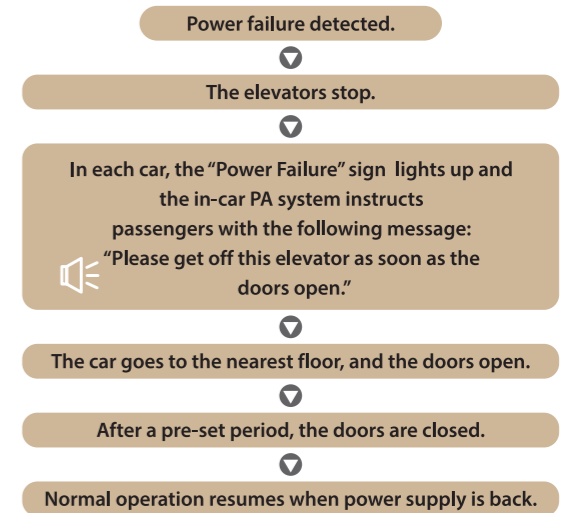 Power failure detected.
The elevators stop.
In each car, the “Power Failure” sign lights up and
the in-car PA system instructs
passengers with the following message:
“Please get off this elevator as soon as the
doors open.”
The car goes to the nearest floor, and the doors open.
After a pre-set period, the doors are closed.
Normal operation resumes when power supply is back.